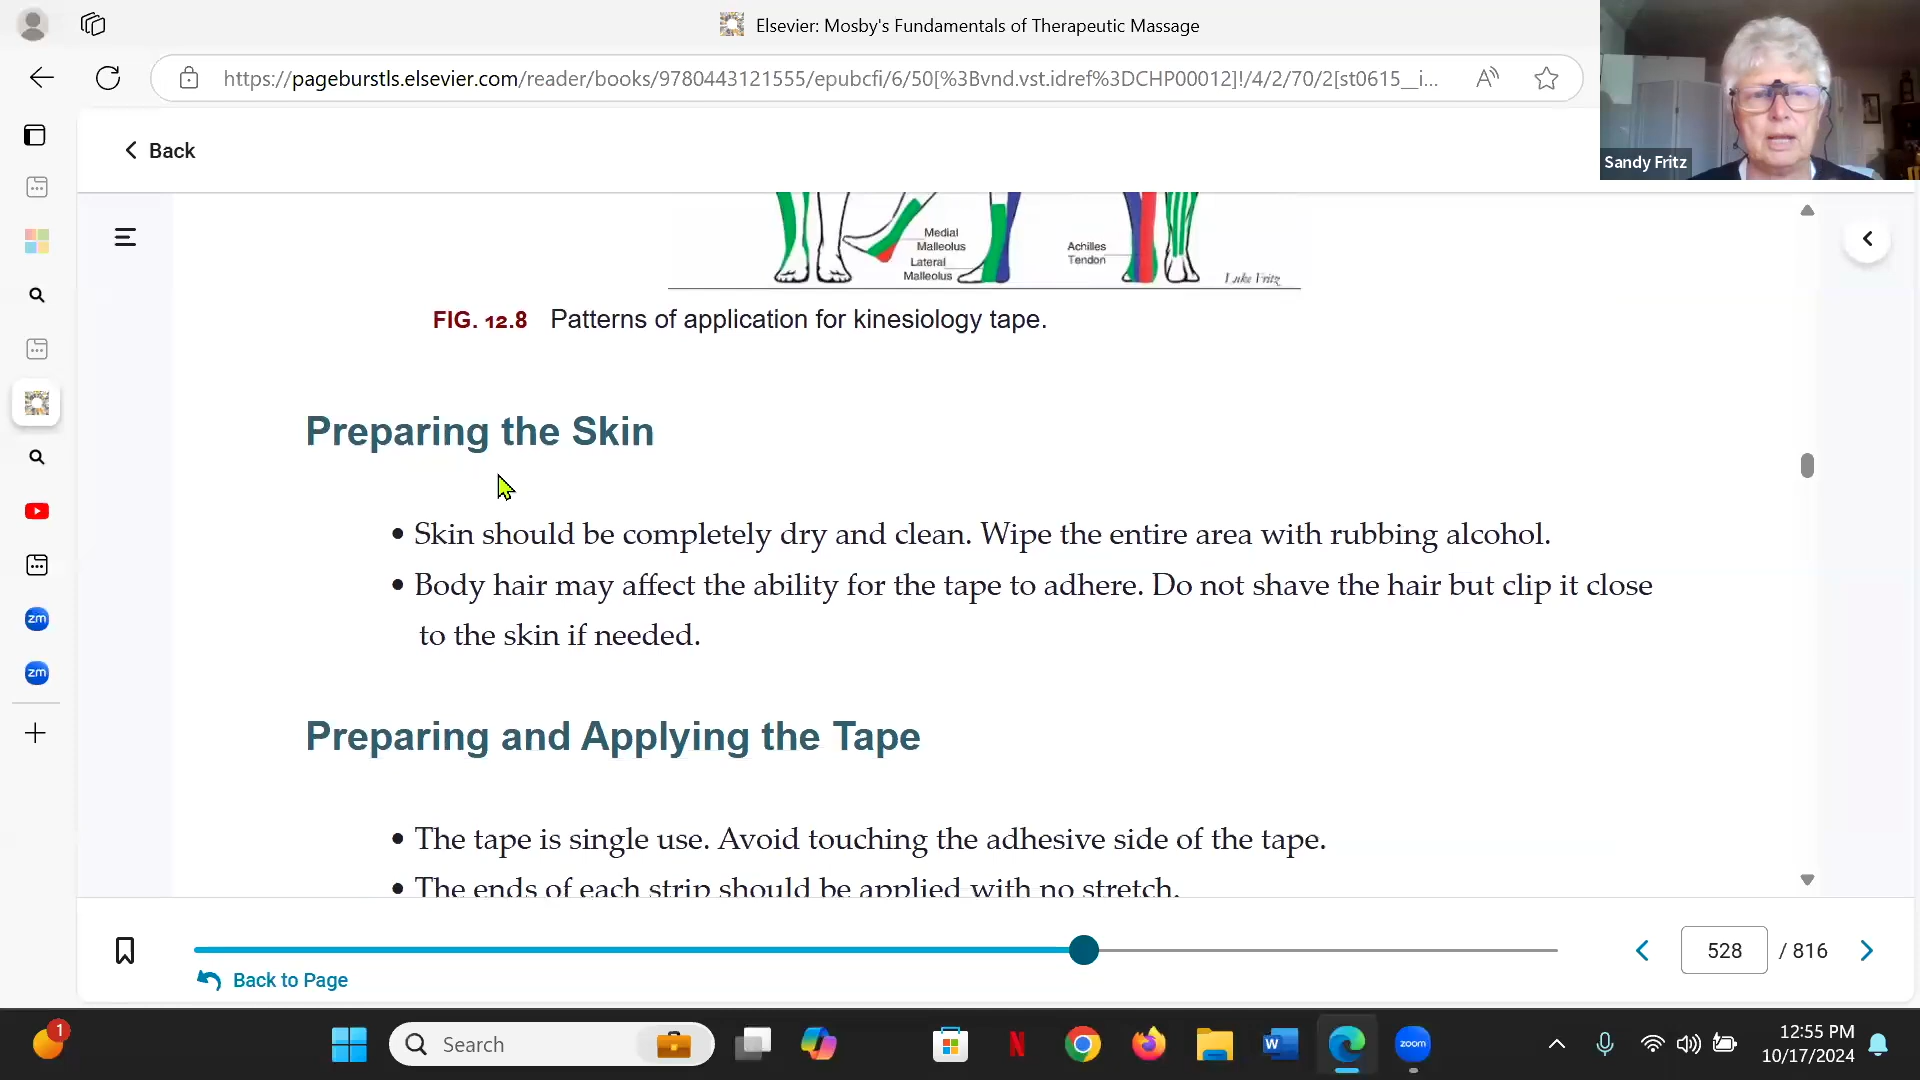 Elsevier: Mosby's Fundamentals of Therapeutic Massage
https://pageburstls.elsevier.com/reader/books/9780443121555/epubcfi/6/50[%3Bvnd.vst.idref%3DCHP00012]!/4/2/70/2[st0615__i...
Sandy Fritz
Back
Medial
Malleolus
Lateral
Malleolus
Achilles
Tendon
Luke Fritz
FIG. 12.8 Patterns of application for kinesiology tape.
Preparing the Skin
• Skin should be completely dry and clean. Wipe the entire area with rubbing alcohol.
• Body hair may affect the ability for the tape to adhere. Do not shave the hair but clip it close
to the skin if needed.
Preparing and Applying the Tape
• The tape is single use. Avoid touching the adhesive side of the tape.
• The ends of each strip should be applied with no stretch.
zm
zm
528 / 816
Back to Page
1
Search
W
zoom
12:55 PM
10/17/2024